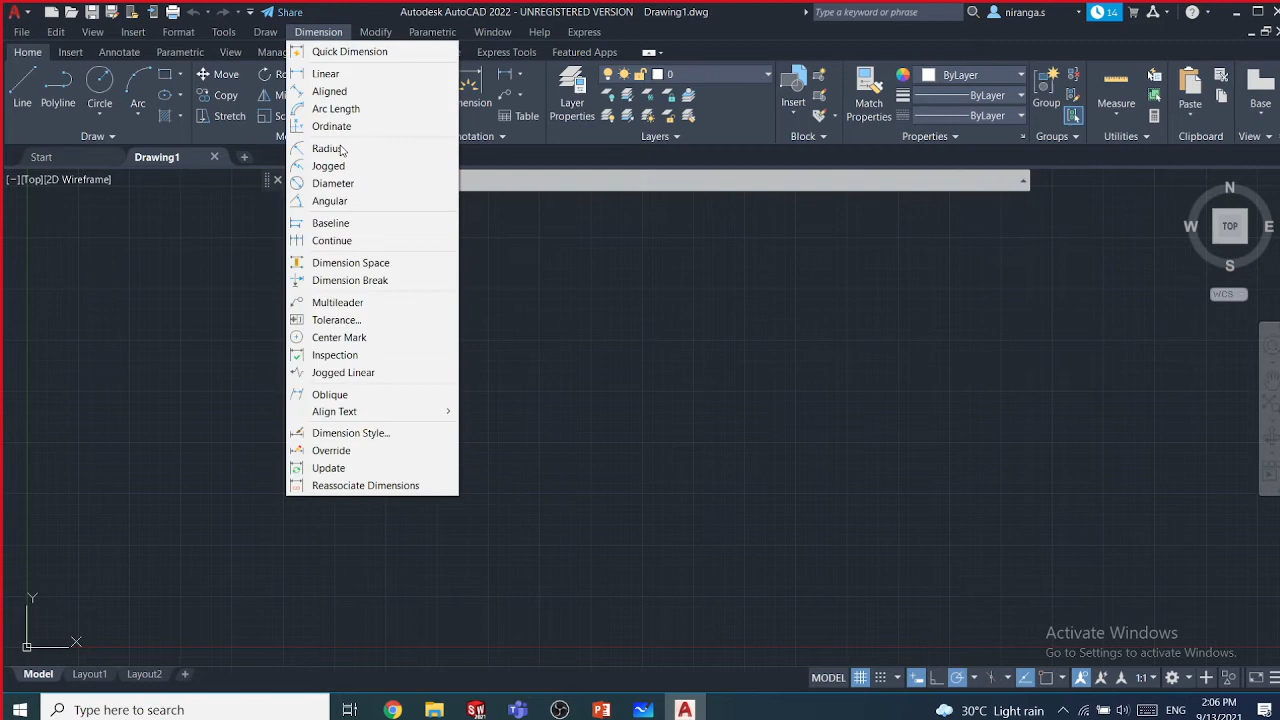 Share
Autodesk AutoCAD 2022 - UNREGISTERED VERSION Drawing1.dwg
Type a keyword or phrase
niranga.s
14
File Edit View Insert Format Tools Draw Dimension Modify Parametric Window Help Express
Home Insert Annotate Parametric View Express Tools Featured Apps
Line Polyline Circle Arc
Move
Copy
Stretch
Draw
Table
Layer Properties
0
Layers
Insert
Block
Match Properties
ByLayer
ByLayer
ByLayer
Properties
Group
Groups
Measure
Utilities
Paste
Clipboard
Base
View
Start Drawing1
[−][Top][2D Wireframe]
Quick Dimension
Linear
Aligned
Arc Length
Ordinate
Radius
Jogged
Diameter
Angular
Baseline
Continue
Dimension Space
Dimension Break
Multileader
Tolerance...
Center Mark
Inspection
Jogged Linear
Oblique
Align Text
Dimension Style...
Override
Update
Reassociate Dimensions
N
W TOP E
S
WCS
Y
X
Activate Windows
Go to Settings to activate Windows.
Model Layout1 Layout2
MODEL
Type here to search
30°C Light rain
ENG
2:06 PM